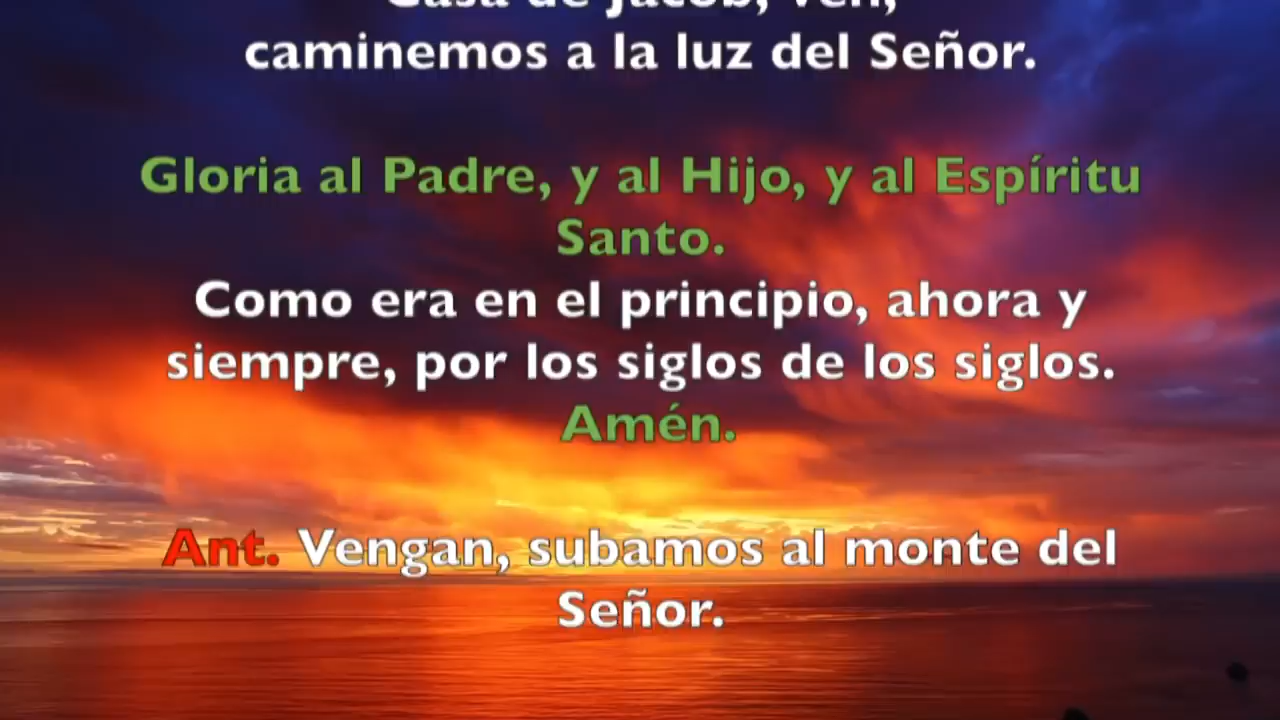 Casa de Jacob, ven,
caminemos a la luz del Señor.
Gloria al Padre, y al Hijo, y al Espíritu
Santo.
Como era en el principio, ahora y
siempre, por los siglos de los siglos.
Amén.
Ant. Vengan, subamos al monte del
Señor.